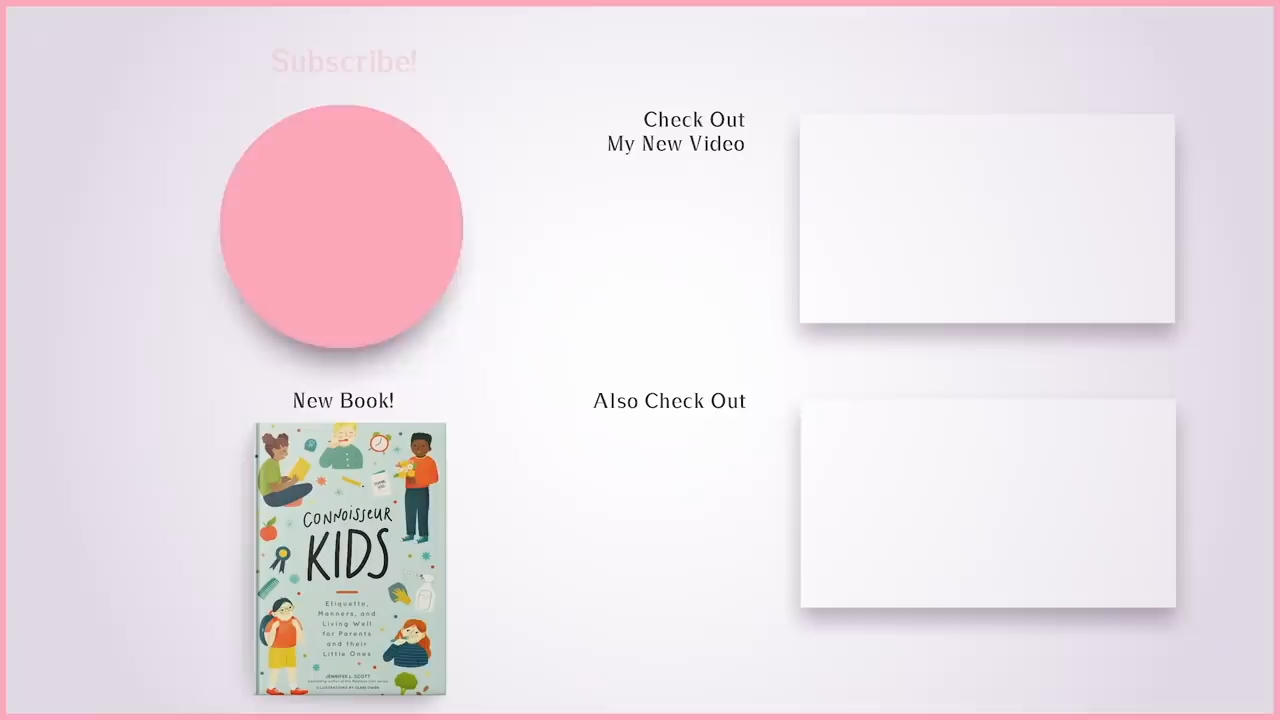 Subscribe!
Check Out
My New Video
New Book!
Also Check Out
CONNOISSEUR
KIDS
Etiquette,
Manners, and
Living Well
for Parents
and their
Little Ones
JENNIFER L. SCOTT